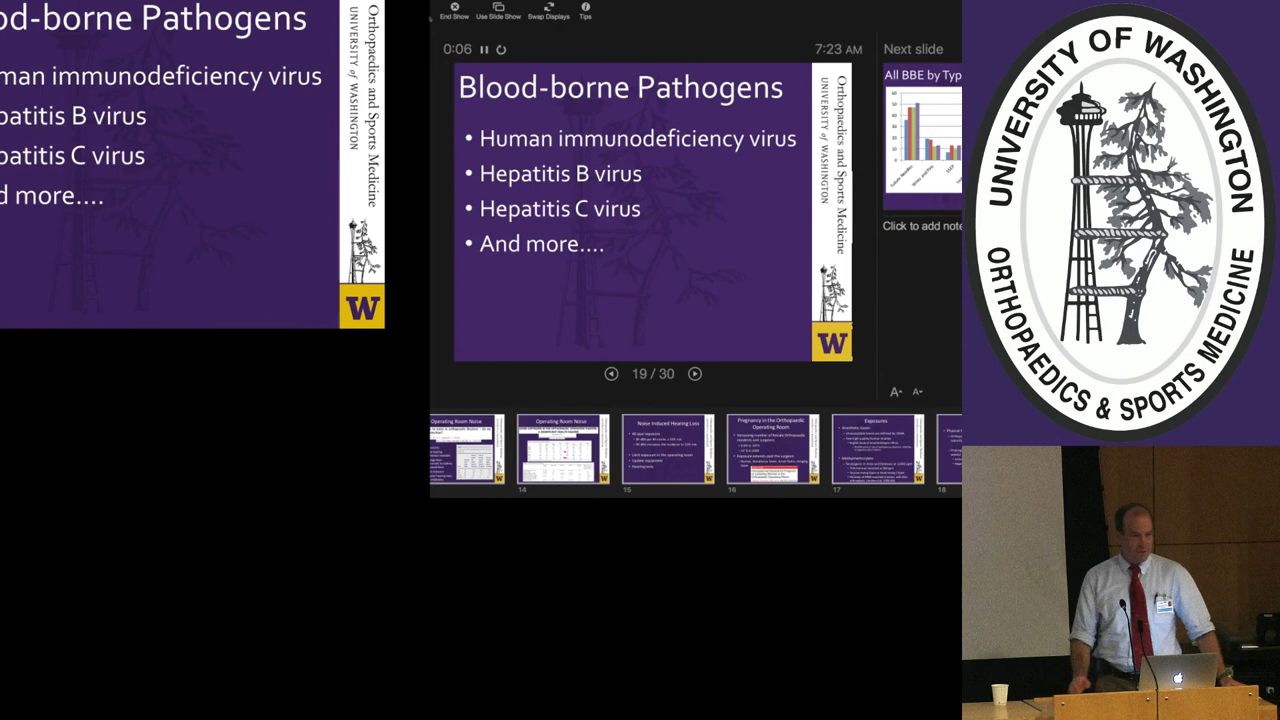 od-borne Pathogens
man immunodeficiency virus
patitis B virus
patitis C virus
d more....
Orthopaedics and Sports Medicine
UNIVERSITY of WASHINGTON
W
End Show
Use Slide Show
Swap Displays
Tips
0:06
7:23 AM
Blood-borne Pathogens
• Human immunodeficiency virus
• Hepatitis B virus
• Hepatitis C virus
• And more....
Orthopaedics and Sports Medicine
UNIVERSITY of WASHINGTON
W
19 / 30
Next slide
All BBE by Typ
Click to add note
A▴ A▾
Operating Room Noise
Operating Room Noise
14
Noise Induced Hearing Loss
15
Pregnancy in the Orthopaedic
Operating Room
16
Exposures
17
18
UNIVERSITY OF WASHINGTON
ORTHOPAEDICS & SPORTS MEDICINE